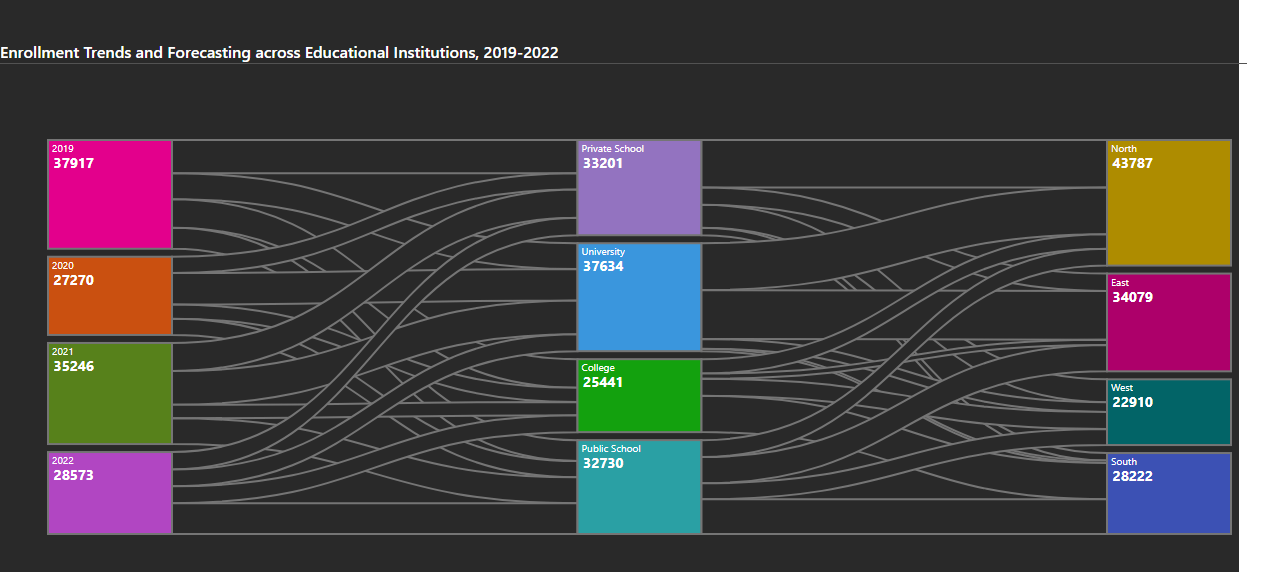 Enrollment Trends and Forecasting across Educational Institutions, 2019-2022
2019
37917
2020
27270
2021
35246
2022
28573
Private School
33201
University
37634
College
25441
Public School
32730
North
43787
East
34079
West
22910
South
28222